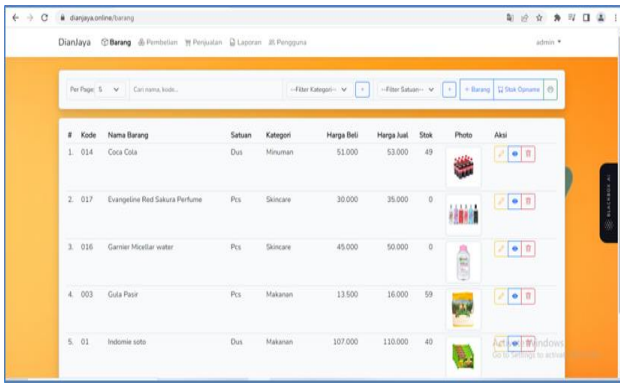 dianjaya.online/barang
DianJaya Barang Pembelian Penjualan Laporan Pengguna admin
Per Page: 5 Cari nama, kode... --Filter Kategori-- + --Filter Satuan-- + + Barang Stok Opname
# Kode Nama Barang Satuan Kategori Harga Beli Harga Jual Stok Photo Aksi
1. 014 Coca Cola Dus Minuman 51.000 53.000 49
2. 017 Evangeline Red Sakura Perfume Pcs Skincare 30.000 35.000 0
3. 016 Garnier Micellar water Pcs Skincare 45.000 50.000 0
4. 003 Gula Pasir Pcs Makanan 13.500 16.000 59
5. 01 Indomie soto Dus Makanan 107.000 110.000 40
BLACKBOX AI